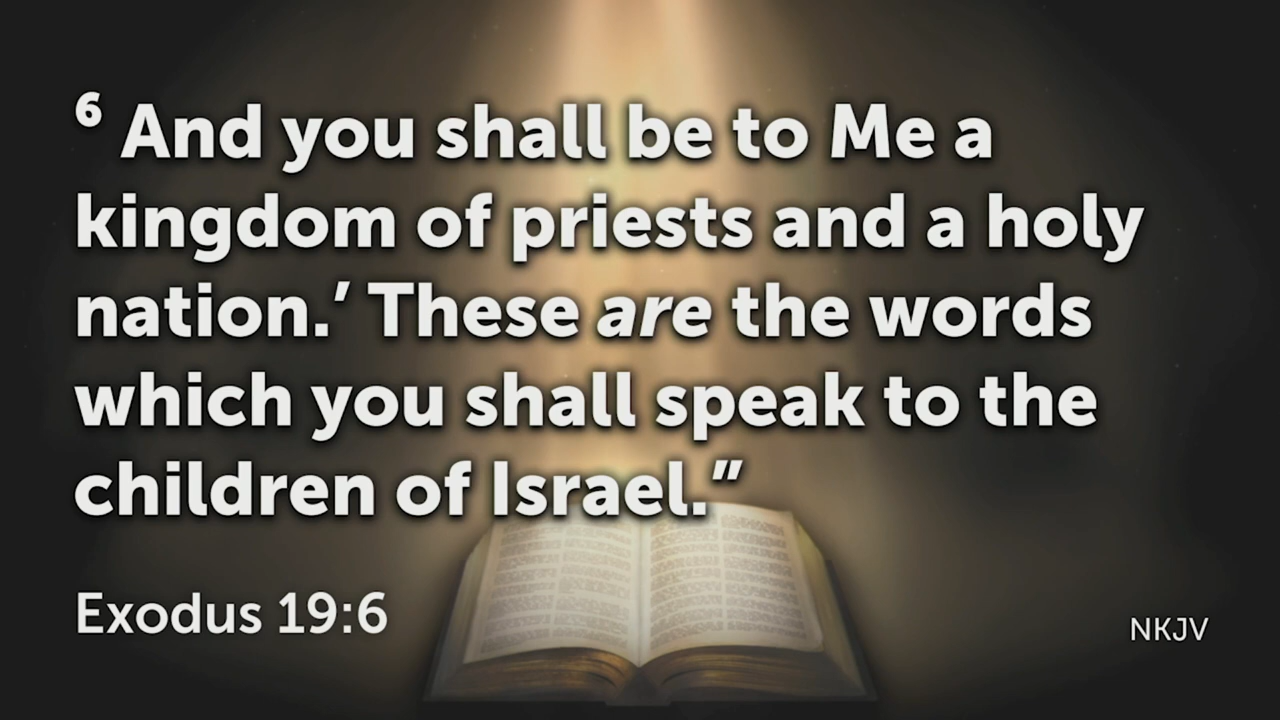 ⁶ And you shall be to Me a
kingdom of priests and a holy
nation.’ These are the words
which you shall speak to the
children of Israel.”
Exodus 19:6
NKJV